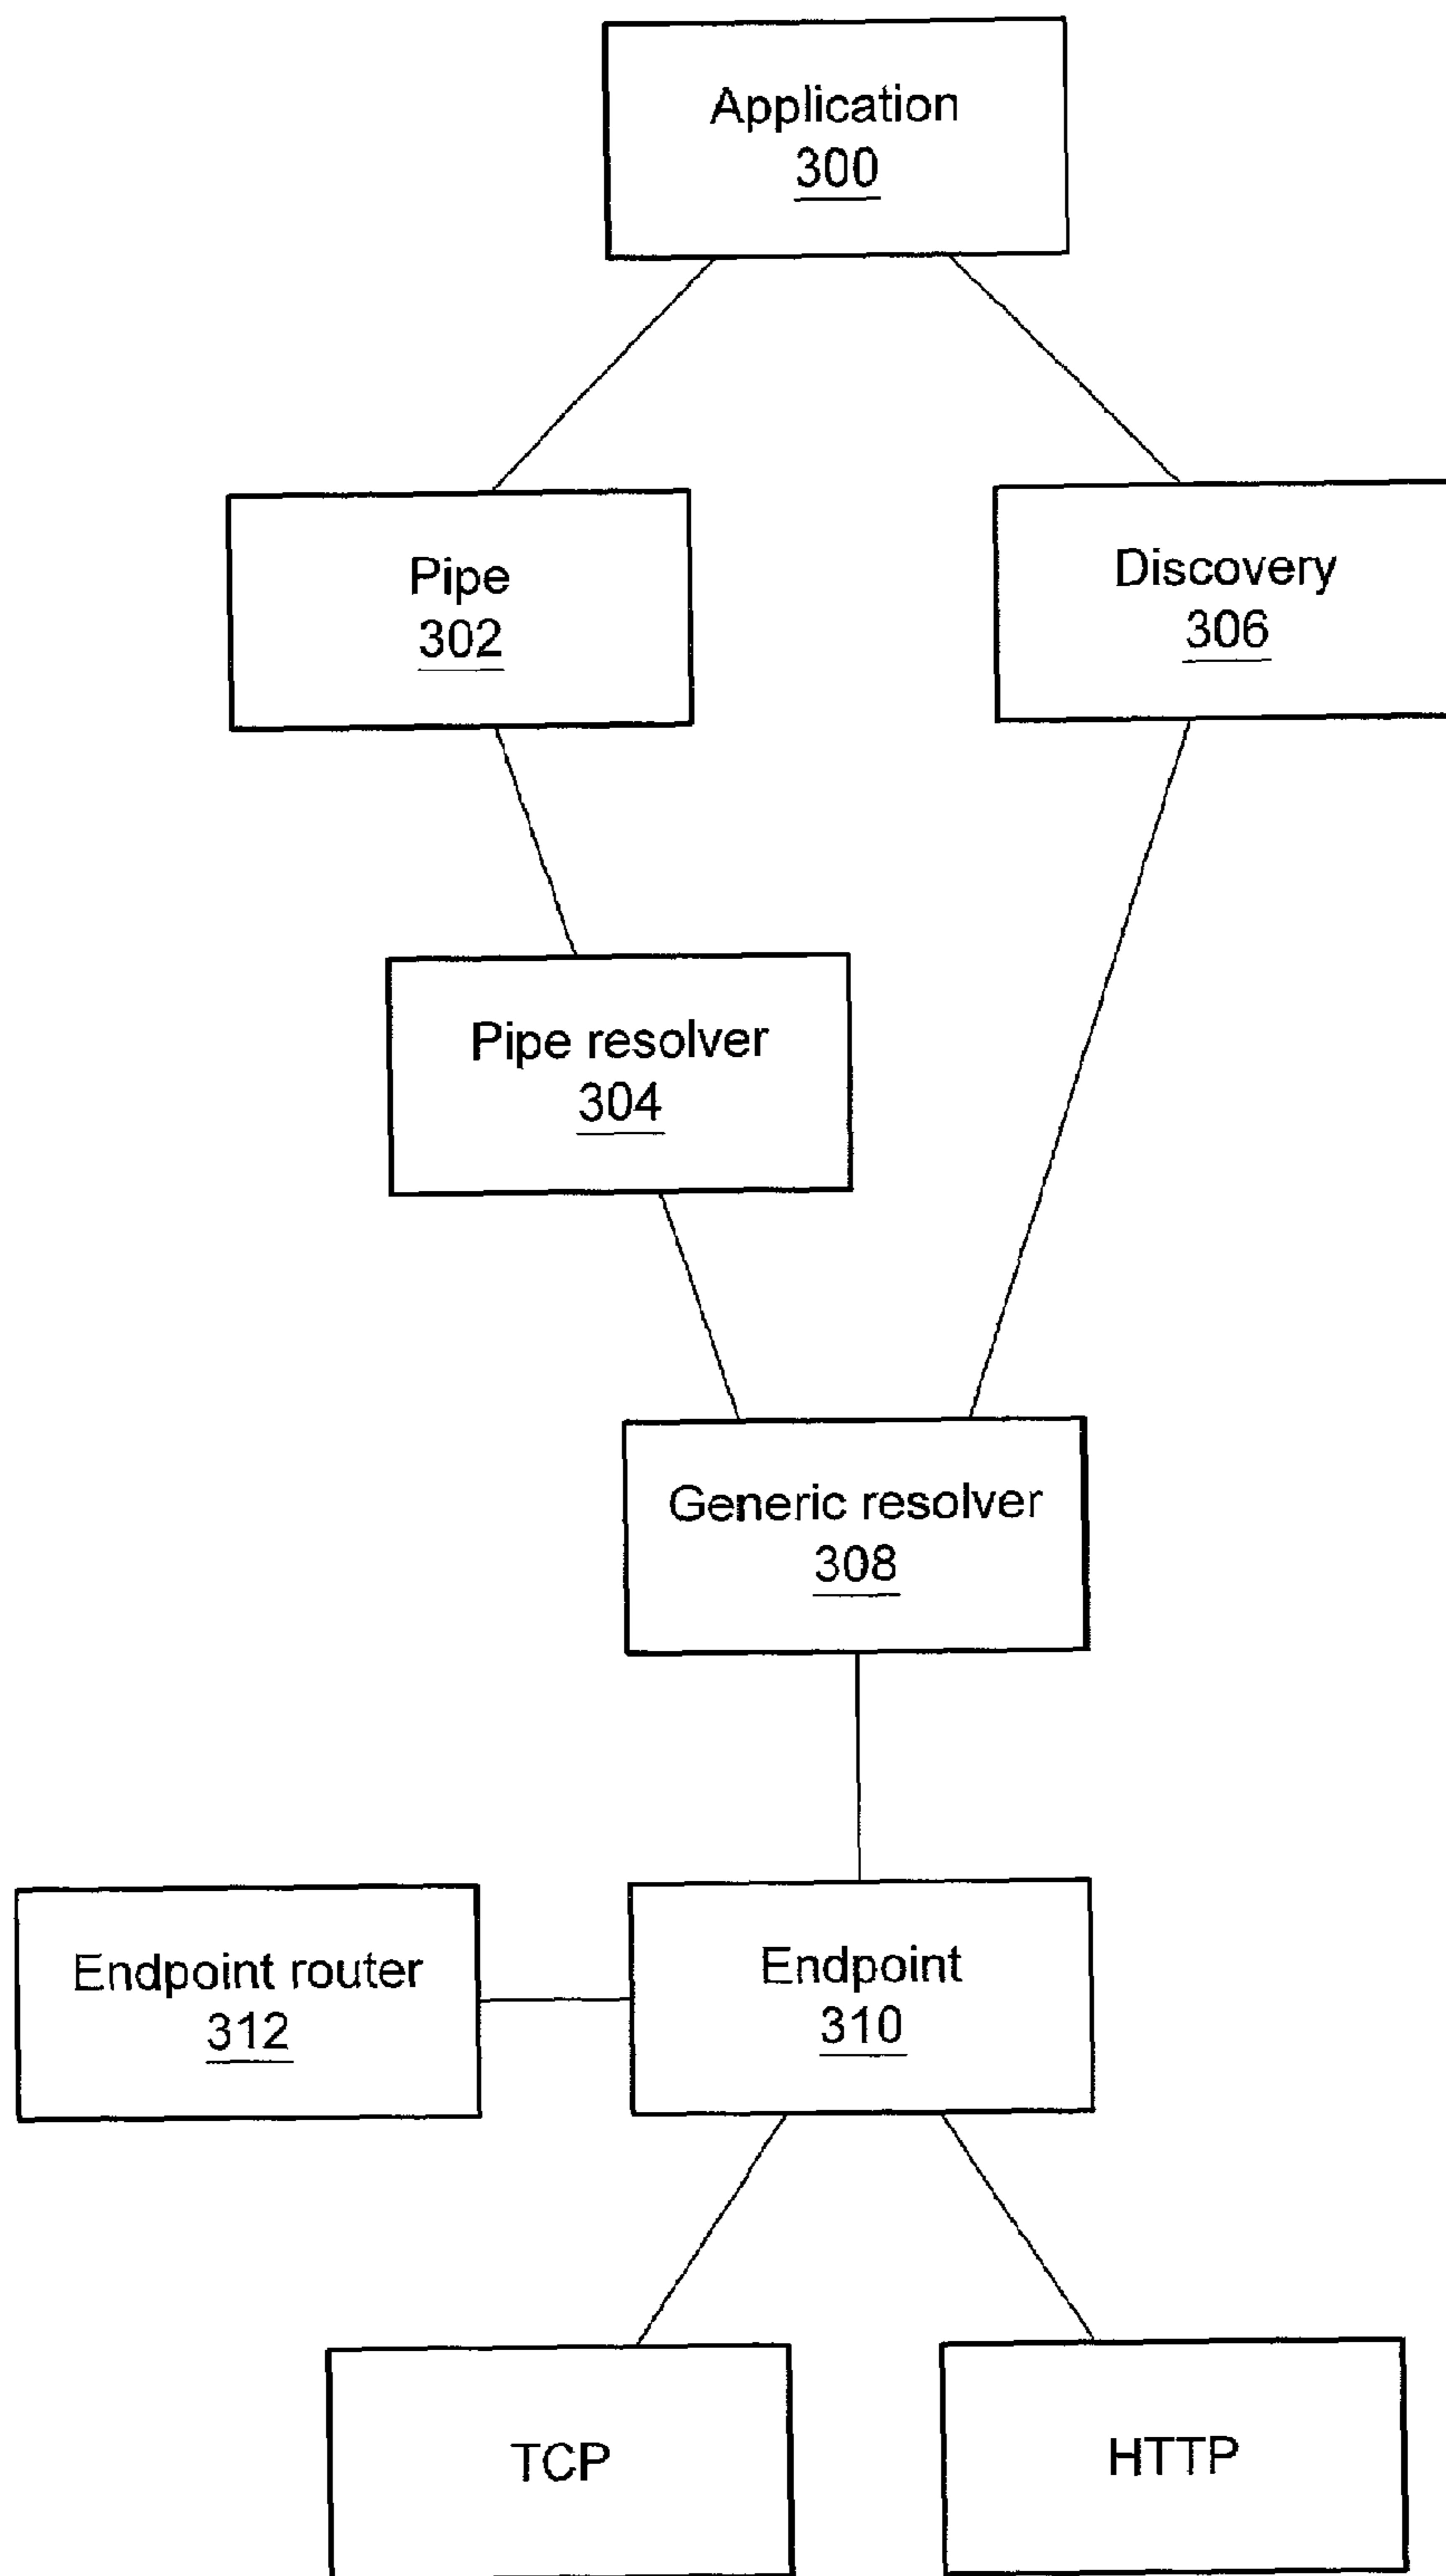 Application
300
Pipe
302
Discovery
306
Pipe resolver
304
Generic resolver
308
Endpoint router
312
Endpoint
310
TCP
HTTP